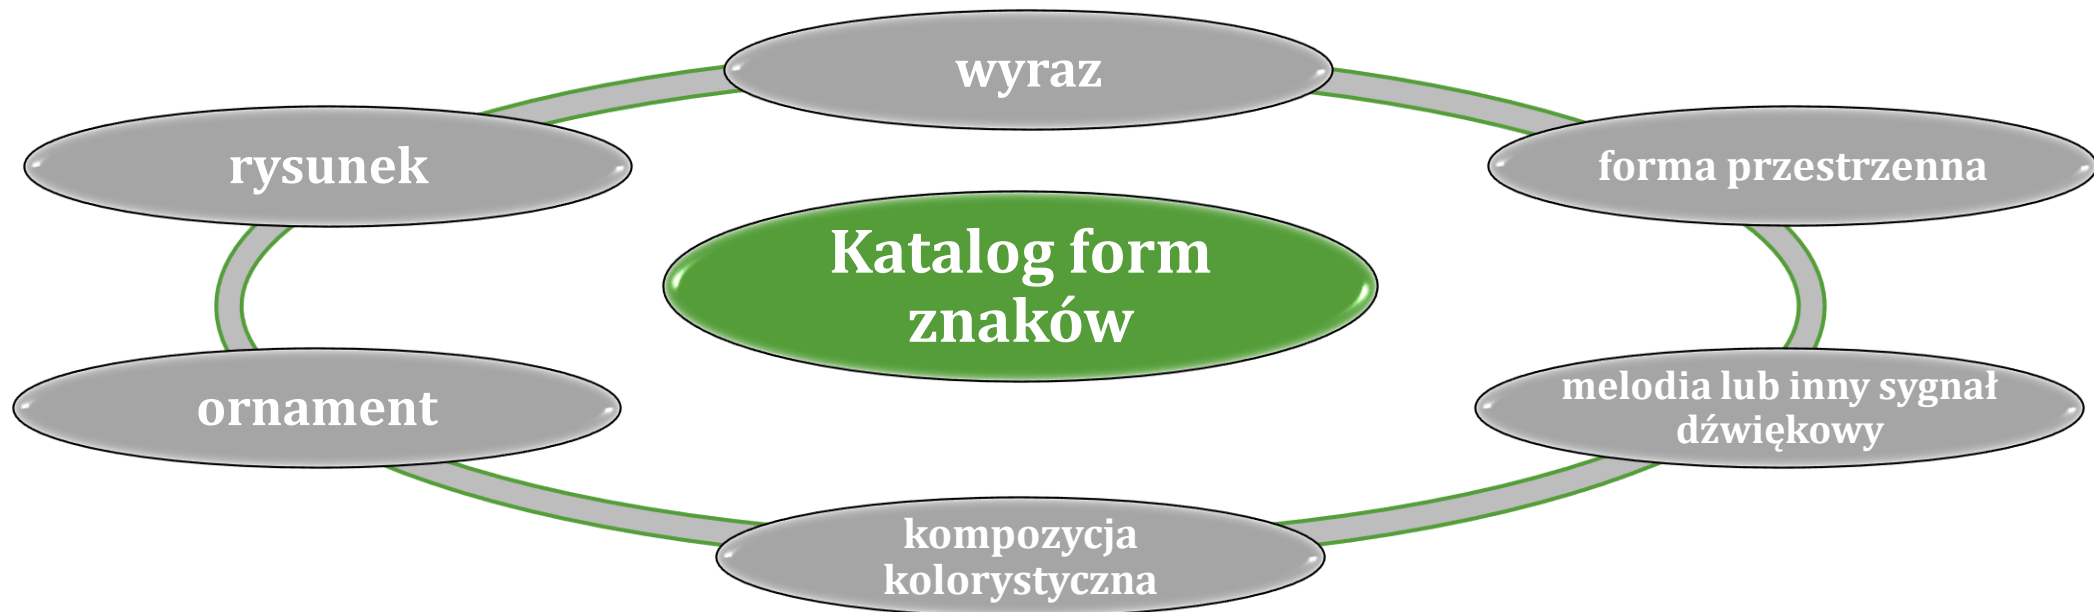 wyraz
rysunek
forma przestrzenna
Katalog form
znaków
ornament
melodia lub inny sygnał
dźwiękowy
kompozycja
kolorystyczna